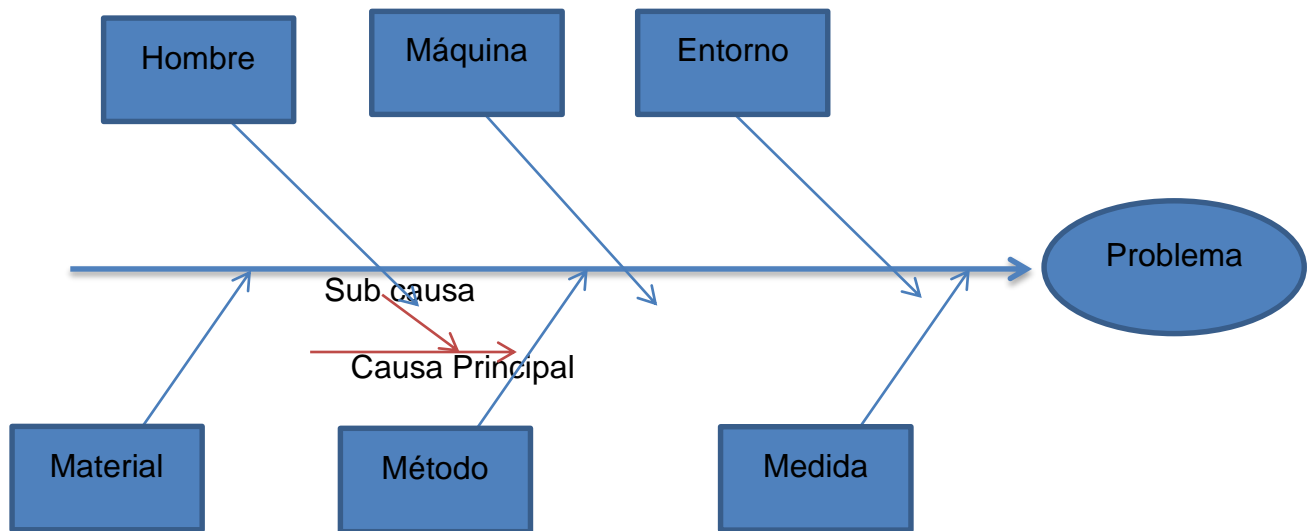 Hombre
Máquina
Entorno
Problema
Sub causa
Causa Principal
Material
Método
Medida